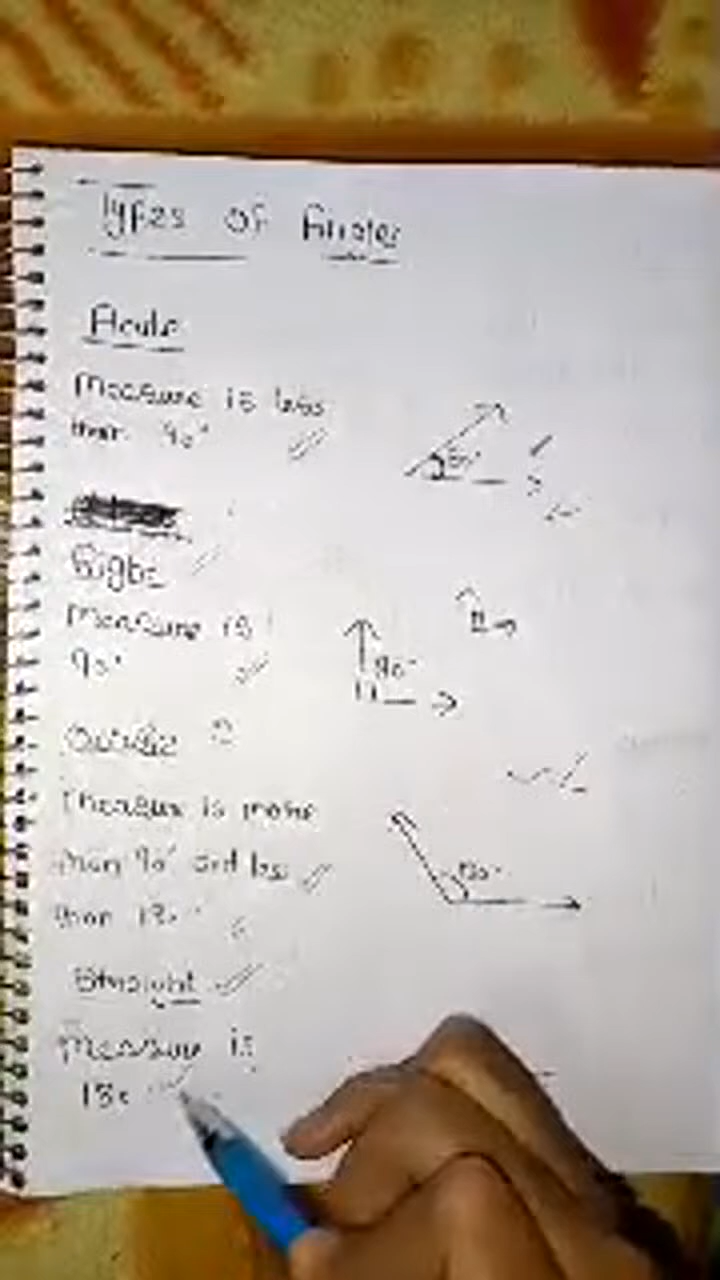 Types of Angles
Acute
Measure is less
than 90°
Right
Measure is
90°
90°
Measure is more
than 90° and less
than 180°
Straight
Measure is
180